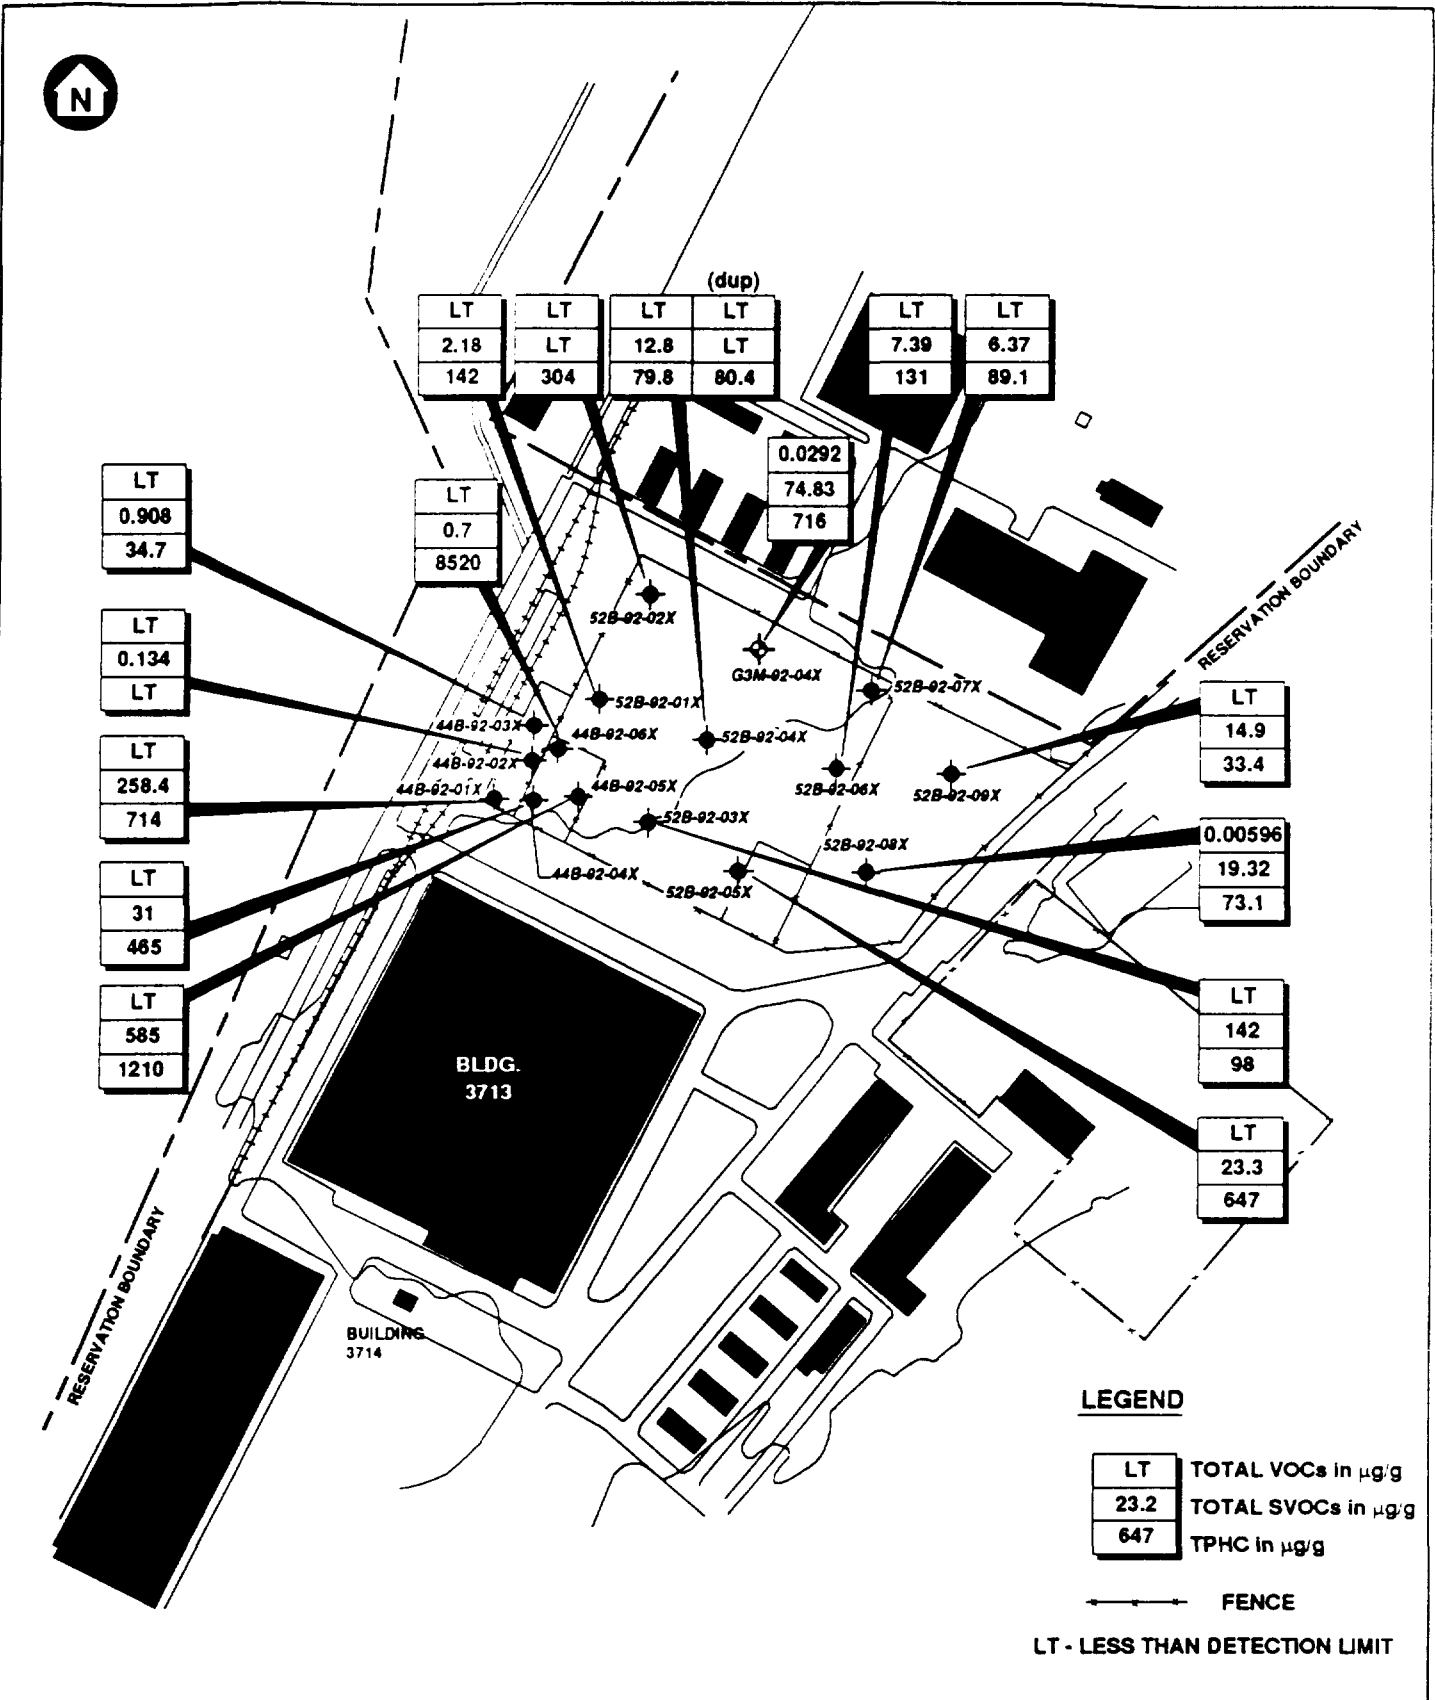 N
(dup)
LT
2.18
142
LT
LT
304
LT LT
12.8 LT
79.8 80.4
LT
7.39
131
LT
6.37
89.1
0.0292
74.83
716
LT
0.908
34.7
LT
0.7
8520
RESERVATION BOUNDARY
52B-92-02X
LT
0.134
LT
G3M-92-04X
52B-92-07X
52B-92-01X
44B-92-03X
44B-92-06X
52B-92-04X
LT
14.9
33.4
44B-92-02X
LT
258.4
714
44B-92-01X
44B-92-05X
52B-92-06X
52B-92-09X
52B-92-03X
52B-92-08X
0.00596
19.32
73.1
44B-92-04X
52B-92-05X
LT
31
465
LT
585
1210
LT
142
98
BLDG.
3713
LT
23.3
647
RESERVATION BOUNDARY
BUILDING
3714
LEGEND
LT TOTAL VOCs in µg/g
23.2 TOTAL SVOCs in µg/g
647 TPHC in µg/g
FENCE
LT - LESS THAN DETECTION LIMIT